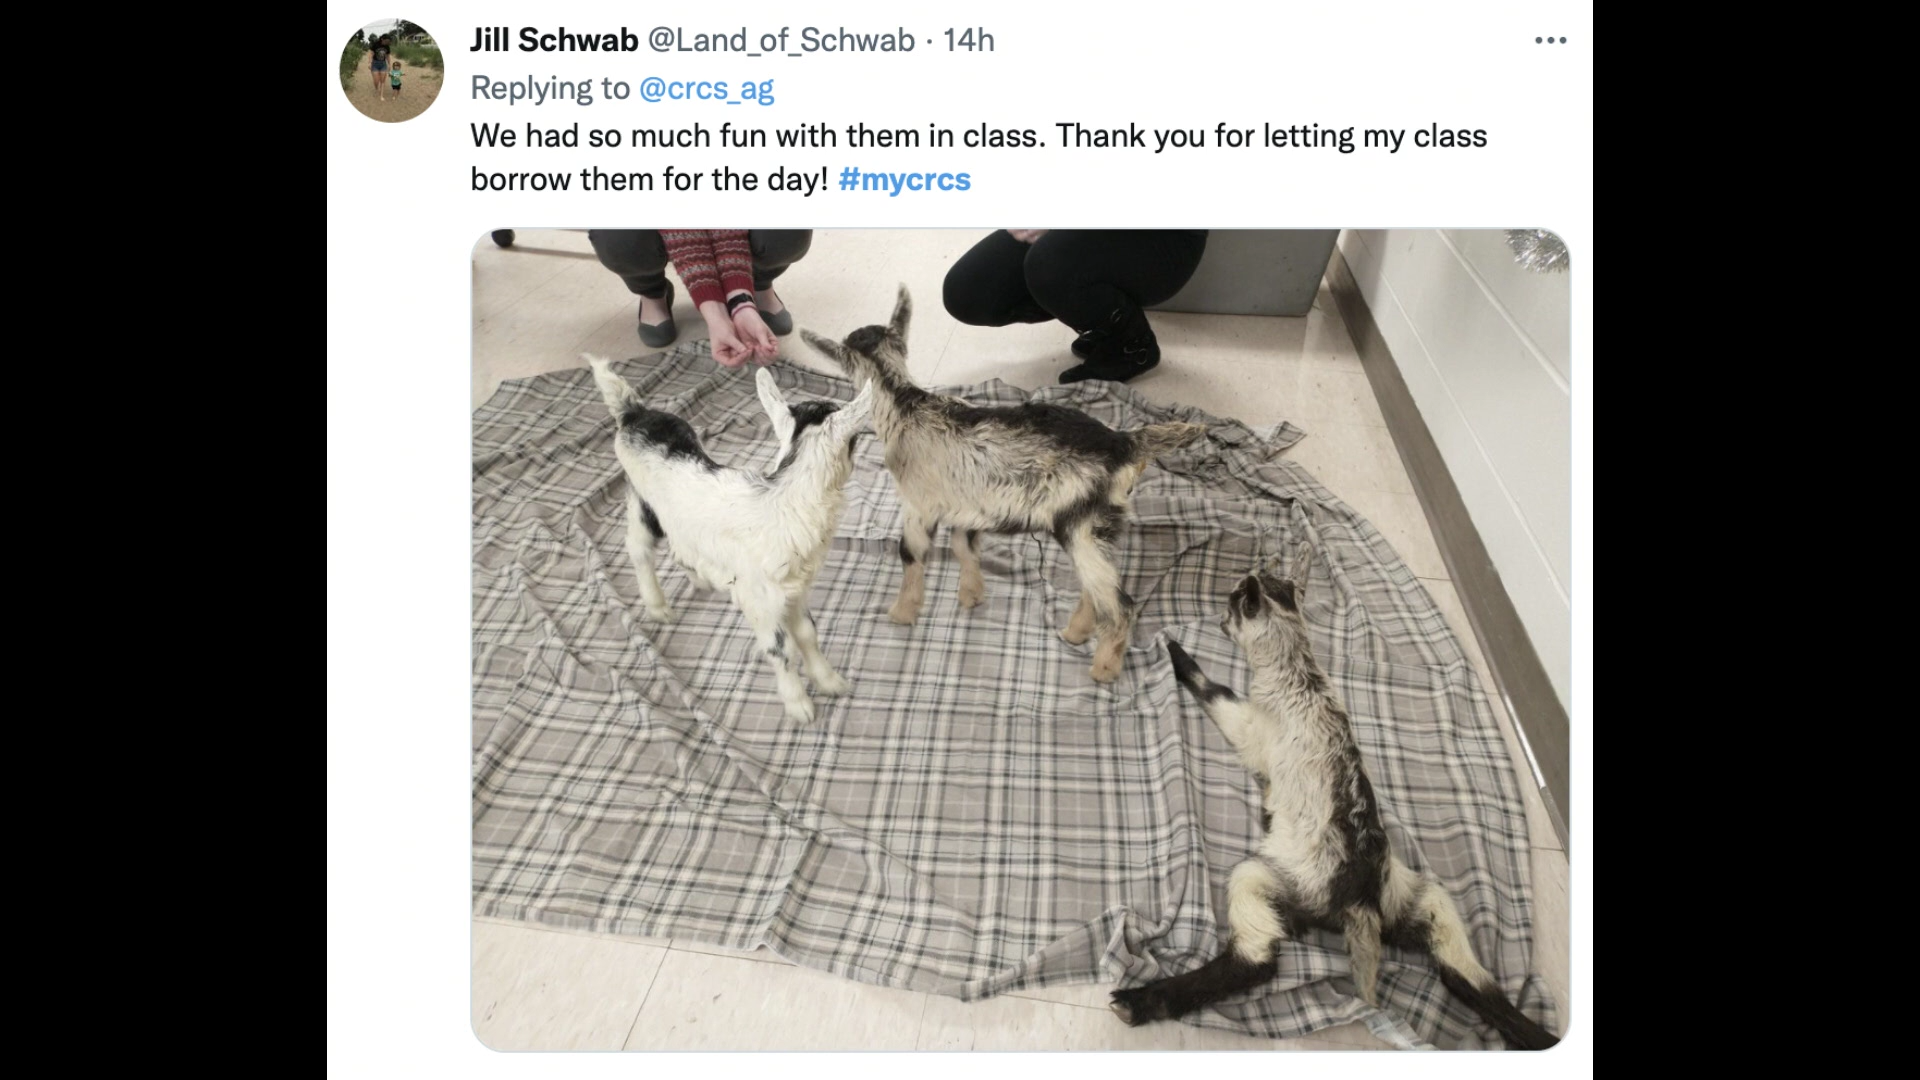 Jill Schwab @Land_of_Schwab · 14h
Replying to @crcs_ag
We had so much fun with them in class. Thank you for letting my class
borrow them for the day! #mycrcs